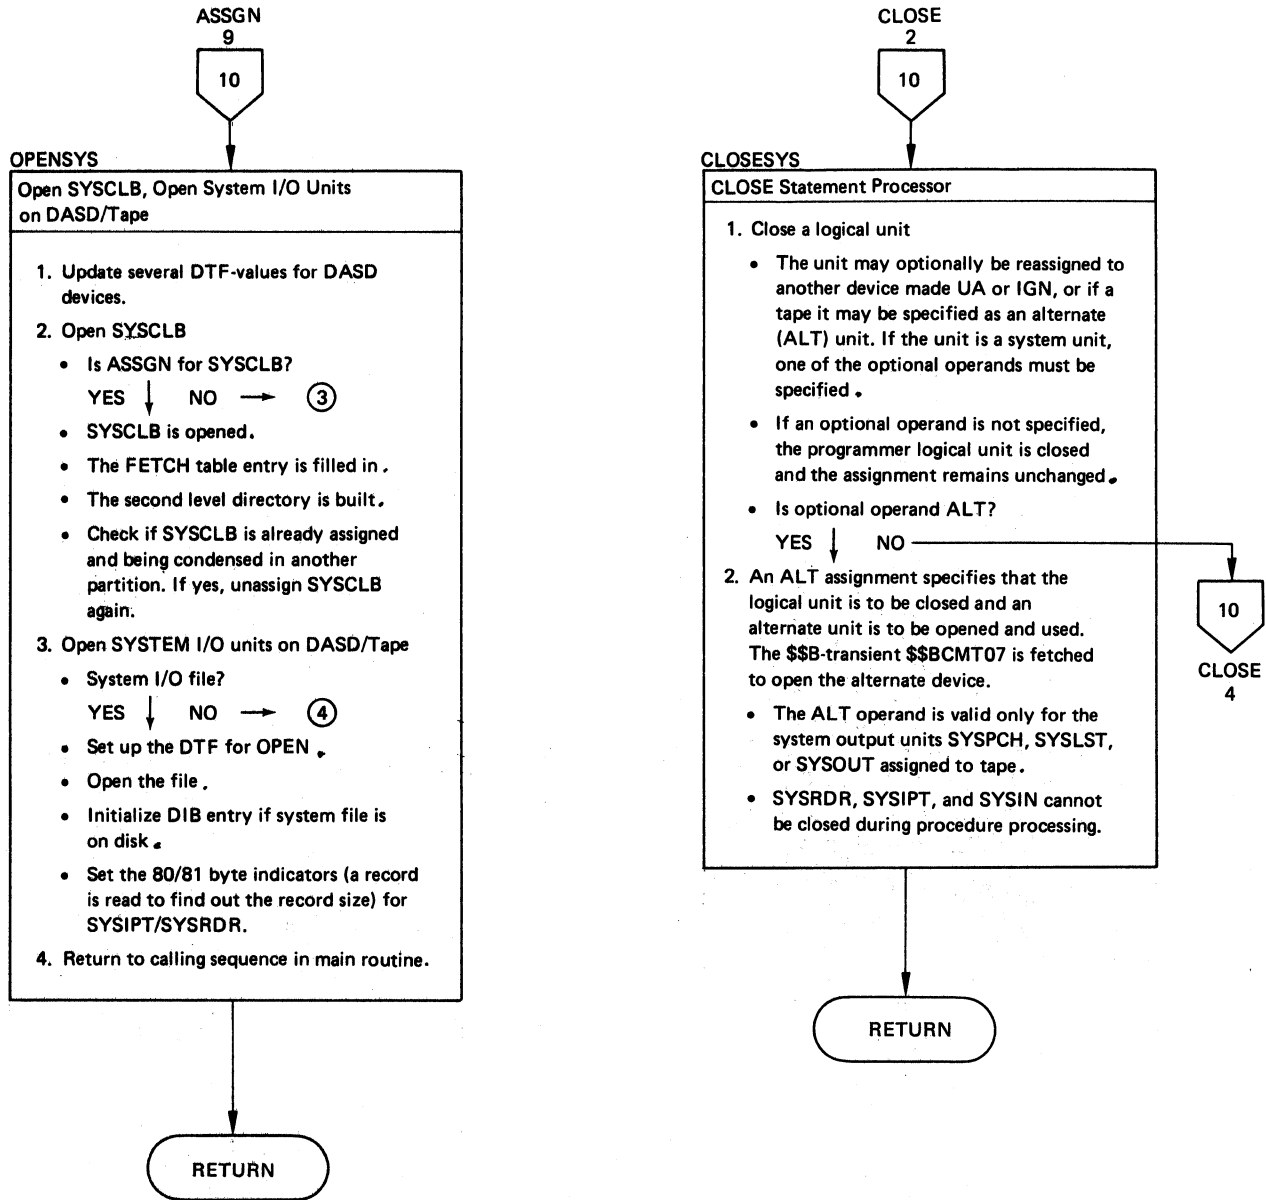 ASSGN
9
10
OPENSYS
Open SYSCLB, Open System I/O Units
on DASD/Tape
1. Update several DTF-values for DASD
devices.
2. Open SYSCLB
• Is ASSGN for SYSCLB?
YES NO 3
• SYSCLB is opened.
• The FETCH table entry is filled in.
• The second level directory is built.
• Check if SYSCLB is already assigned
and being condensed in another
partition. If yes, unassign SYSCLB
again.
3. Open SYSTEM I/O units on DASD/Tape
• System I/O file?
YES NO 4
• Set up the DTF for OPEN.
• Open the file.
• Initialize DIB entry if system file is
on disk.
• Set the 80/81 byte indicators (a record
is read to find out the record size) for
SYSIPT/SYSRDR.
4. Return to calling sequence in main routine.
RETURN
CLOSE
2
10
CLOSESYS
CLOSE Statement Processor
1. Close a logical unit
• The unit may optionally be reassigned to
another device made UA or IGN, or if a
tape it may be specified as an alternate
(ALT) unit. If the unit is a system unit,
one of the optional operands must be
specified.
• If an optional operand is not specified,
the programmer logical unit is closed
and the assignment remains unchanged.
• Is optional operand ALT?
YES NO
2. An ALT assignment specifies that the
logical unit is to be closed and an
alternate unit is to be opened and used.
The $$B-transient $$BCMT07 is fetched
to open the alternate device.
• The ALT operand is valid only for the
system output units SYSPCH, SYSLST,
or SYSOUT assigned to tape.
• SYSRDR, SYSIPT, and SYSIN cannot
be closed during procedure processing.
10
CLOSE
4
RETURN